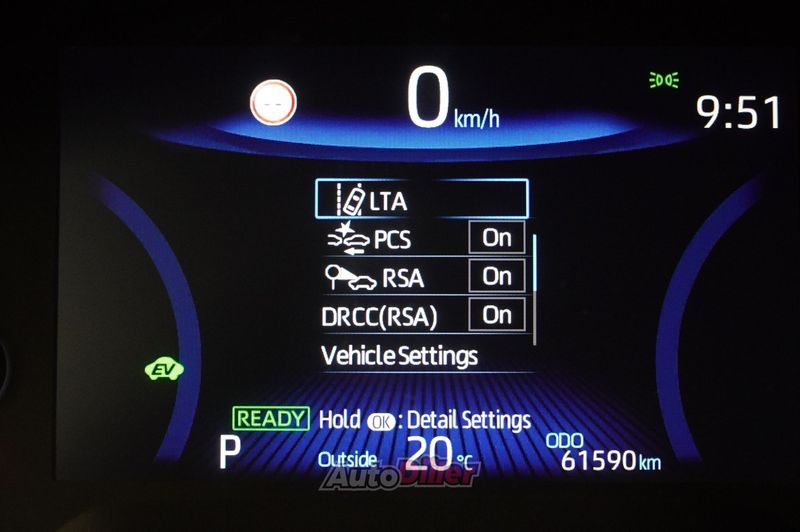 0 km/h
9:51
LTA
PCS On
RSA On
DRCC(RSA) On
Vehicle Settings
EV
READY Hold OK : Detail Settings
P Outside 20 °C ODO 61590 km
AutoDiler